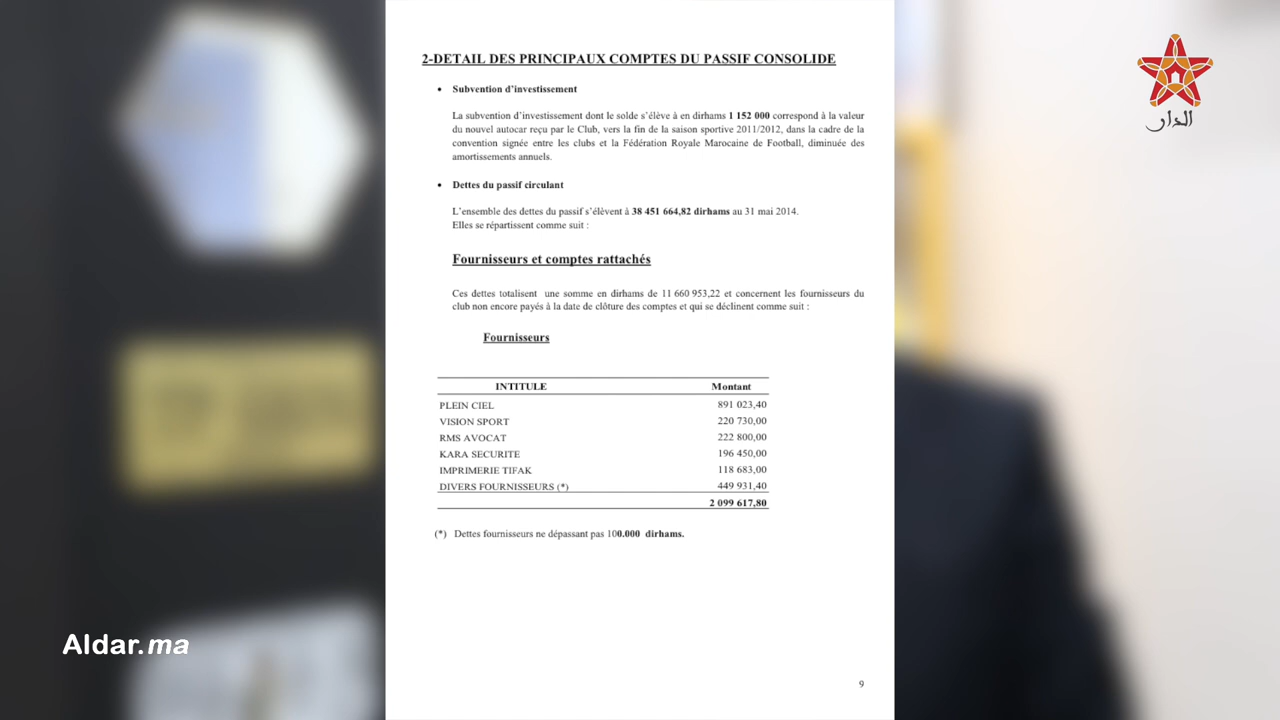 2-DETAIL DES PRINCIPAUX COMPTES DU PASSIF CONSOLIDE
• Subvention d'investissement
La subvention d'investissement dont le solde s'élève à en dirhams 1 152 000 correspond à la valeur
du nouvel autocar reçu par le Club, vers la fin de la saison sportive 2011/2012, dans la cadre de la
convention signée entre les clubs et la Fédération Royale Marocaine de Football, diminuée des
amortissements annuels.
• Dettes du passif circulant
L'ensemble des dettes du passif s'élèvent à 38 451 664,82 dirhams au 31 mai 2014.
Elles se répartissent comme suit :
Fournisseurs et comptes rattachés
Ces dettes totalisent une somme en dirhams de 11 660 953,22 et concernent les fournisseurs du
club non encore payés à la date de clôture des comptes et qui se déclinent comme suit :
Fournisseurs
INTITULE Montant
PLEIN CIEL 891 023,40
VISION SPORT 220 730,00
RMS AVOCAT 222 800,00
KARA SECURITE 196 450,00
IMPRIMERIE TIFAK 118 683,00
DIVERS FOURNISSEURS (*) 449 931,40
2 099 617,80
(*) Dettes fournisseurs ne dépassant pas 100.000 dirhams.
9
الدار
Aldar.ma